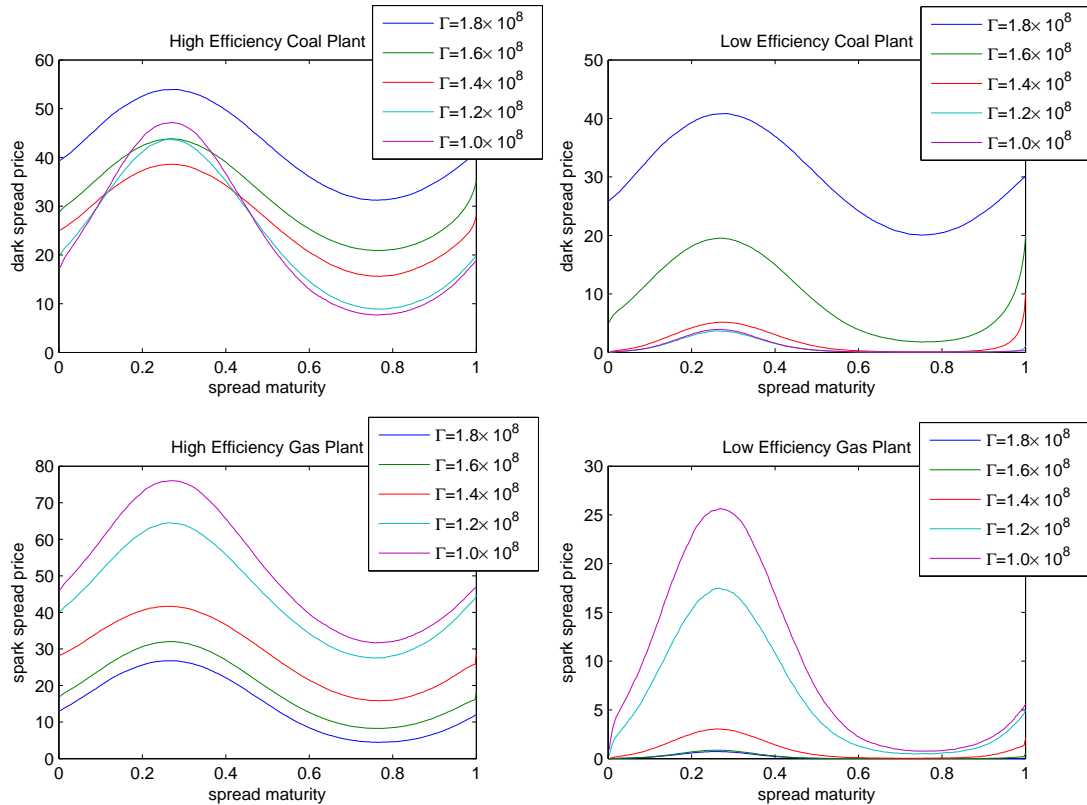 High Efficiency Coal Plant
Γ=1.8× 10^8
Γ=1.6× 10^8
Γ=1.4× 10^8
Γ=1.2× 10^8
Γ=1.0× 10^8
60
50
40
30
20
10
0
dark spread price
0 0.2 0.4 0.6 0.8 1
spread maturity
Low Efficiency Coal Plant
Γ=1.8× 10^8
Γ=1.6× 10^8
Γ=1.4× 10^8
Γ=1.2× 10^8
Γ=1.0× 10^8
50
40
30
20
10
0
dark spread price
0 0.2 0.4 0.6 0.8 1
spread maturity
High Efficiency Gas Plant
Γ=1.8× 10^8
Γ=1.6× 10^8
Γ=1.4× 10^8
Γ=1.2× 10^8
Γ=1.0× 10^8
80
70
60
50
40
30
20
10
0
spark spread price
0 0.2 0.4 0.6 0.8 1
spread maturity
Low Efficiency Gas Plant
Γ=1.8× 10^8
Γ=1.6× 10^8
Γ=1.4× 10^8
Γ=1.2× 10^8
Γ=1.0× 10^8
30
25
20
15
10
5
0
spark spread price
0 0.2 0.4 0.6 0.8 1
spread maturity